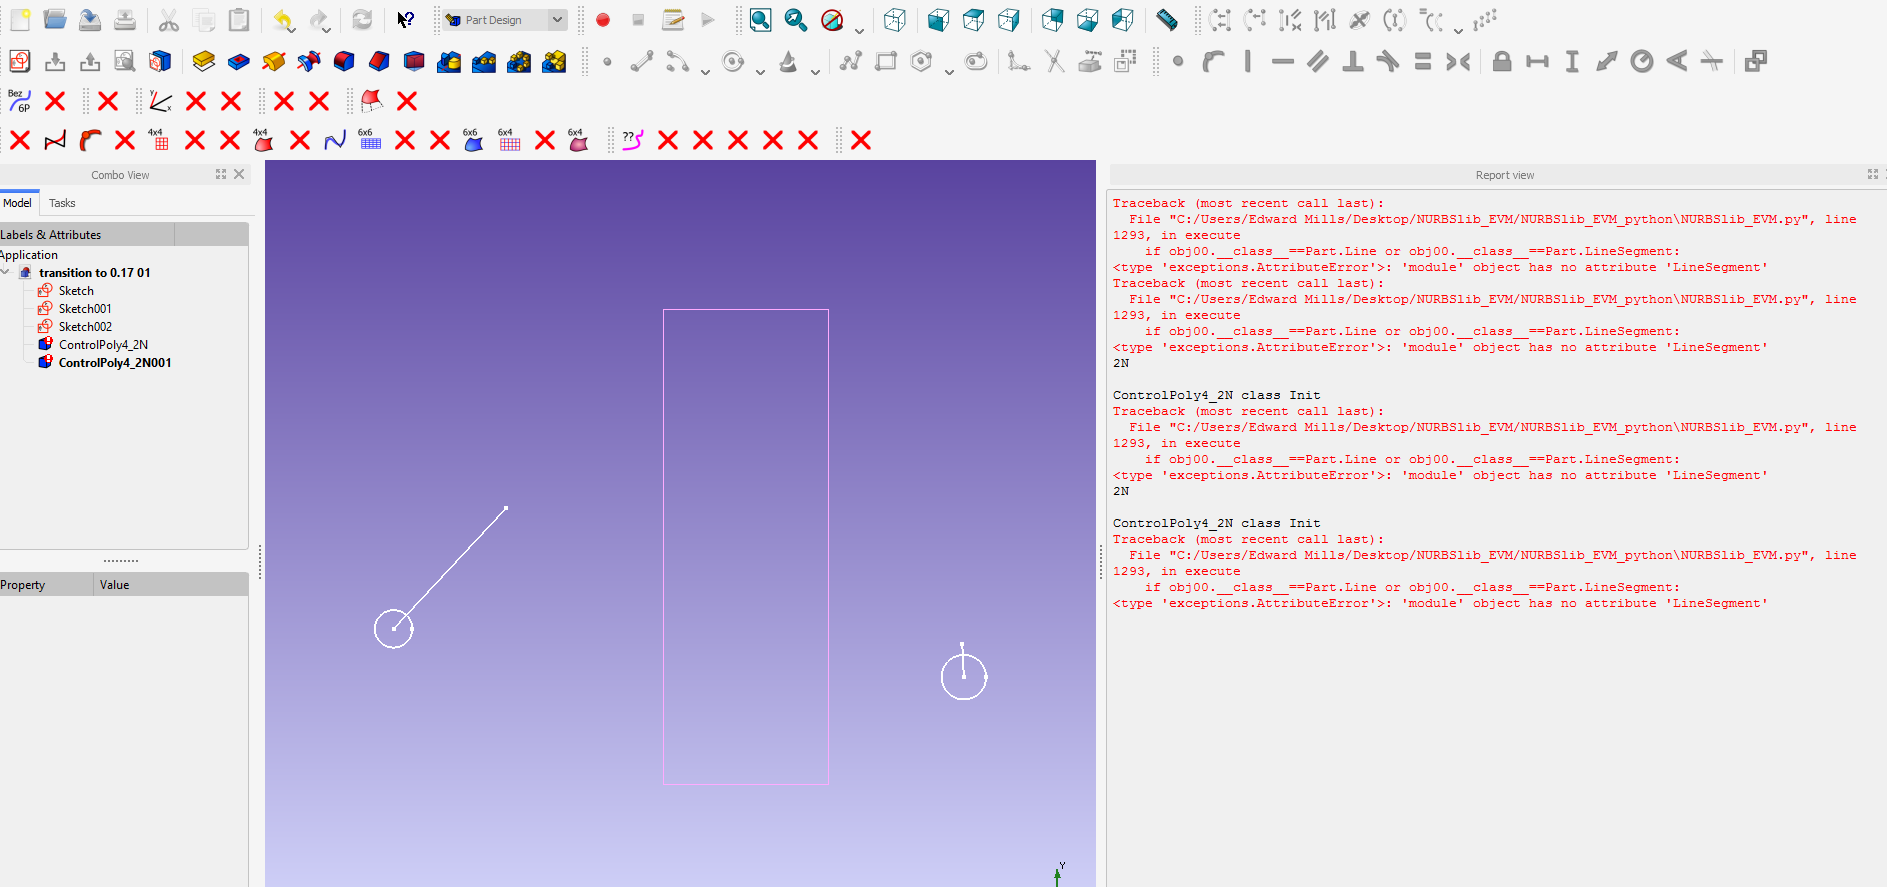 Part Design
Bez
6P
y
x
4x4
4x4
6x6
6x6
6x4
6x4
??
Combo View
Model
Tasks
Labels & Attributes
Application
transition to 0.17 01
Sketch
Sketch001
Sketch002
ControlPoly4_2N
ControlPoly4_2N001
Property
Value
Y
Report view
Traceback (most recent call last):
File "C:/Users/Edward Mills/Desktop/NURBSlib_EVM/NURBSlib_EVM_python\NURBSlib_EVM.py", line
1293, in execute
if obj00.__class__==Part.Line or obj00.__class__==Part.LineSegment:
<type 'exceptions.AttributeError'>: 'module' object has no attribute 'LineSegment'
Traceback (most recent call last):
File "C:/Users/Edward Mills/Desktop/NURBSlib_EVM/NURBSlib_EVM_python\NURBSlib_EVM.py", line
1293, in execute
if obj00.__class__==Part.Line or obj00.__class__==Part.LineSegment:
<type 'exceptions.AttributeError'>: 'module' object has no attribute 'LineSegment'
2N
ControlPoly4_2N class Init
Traceback (most recent call last):
File "C:/Users/Edward Mills/Desktop/NURBSlib_EVM/NURBSlib_EVM_python\NURBSlib_EVM.py", line
1293, in execute
if obj00.__class__==Part.Line or obj00.__class__==Part.LineSegment:
<type 'exceptions.AttributeError'>: 'module' object has no attribute 'LineSegment'
2N
ControlPoly4_2N class Init
Traceback (most recent call last):
File "C:/Users/Edward Mills/Desktop/NURBSlib_EVM/NURBSlib_EVM_python\NURBSlib_EVM.py", line
1293, in execute
if obj00.__class__==Part.Line or obj00.__class__==Part.LineSegment:
<type 'exceptions.AttributeError'>: 'module' object has no attribute 'LineSegment'